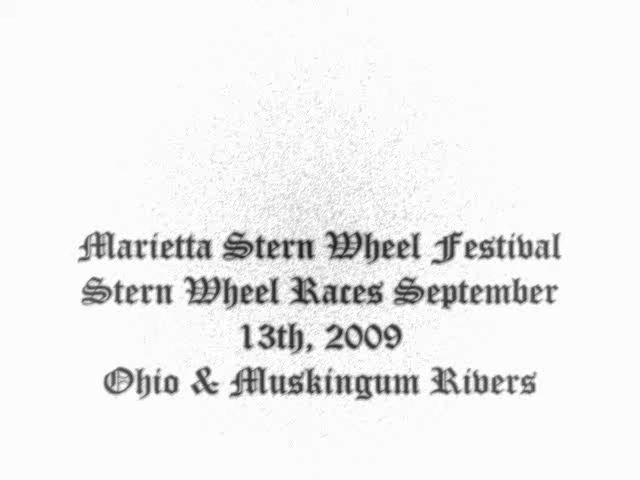 Marietta Stern Wheel Festival
Stern Wheel Races September
13th, 2009
Ohio & Muskingum Rivers